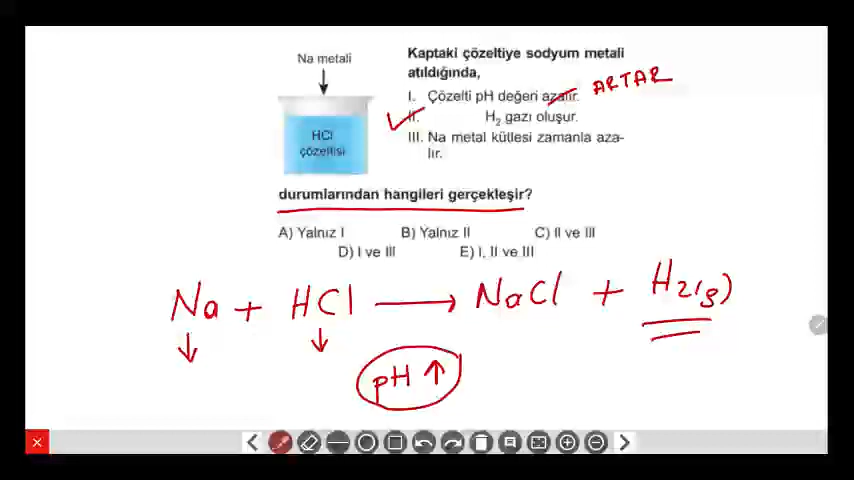 Na metali
HCl
çözeltisi
Kaptaki çözeltiye sodyum metali
atıldığında,
I. Çözelti pH değeri azalır. ARTAR
II. H2 gazı oluşur.
III. Na metal kütlesi zamanla aza-
lır.
durumlarından hangileri gerçekleşir?
A) Yalnız I B) Yalnız II C) II ve III
D) I ve III E) I, II ve III
Na + HCl → NaCl + H2(g)
pH ↑